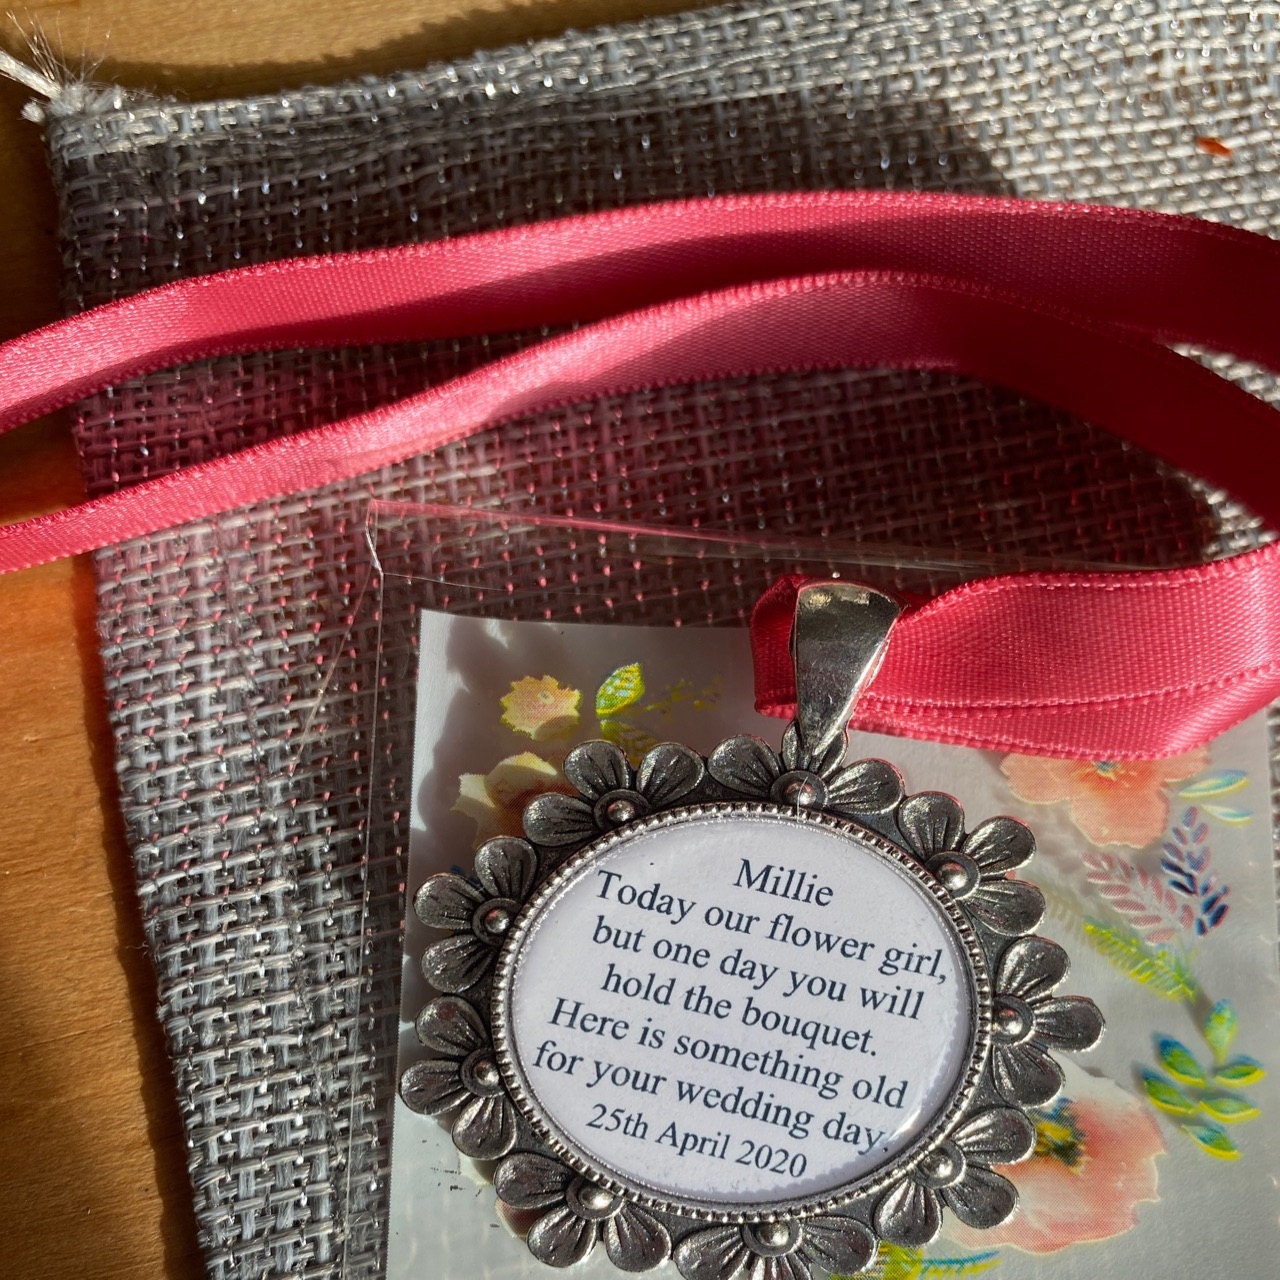 Millie
Today our flower girl,
but one day you will
hold the bouquet.
Here is something old
for your wedding day.
25th April 2020